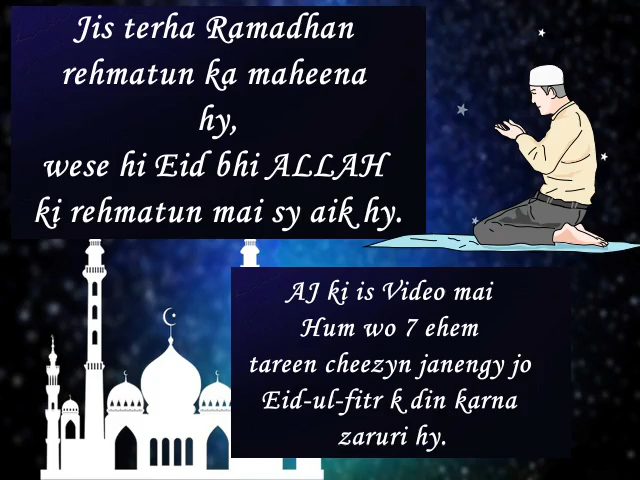 Jis terha Ramadhan
rehmatun ka maheena
hy,
wese hi Eid bhi ALLAH
ki rehmatun mai sy aik hy.
AJ ki is Video mai
Hum wo 7 ehem
tareen cheezyn janengy jo
Eid-ul-fitr k din karna
zaruri hy.